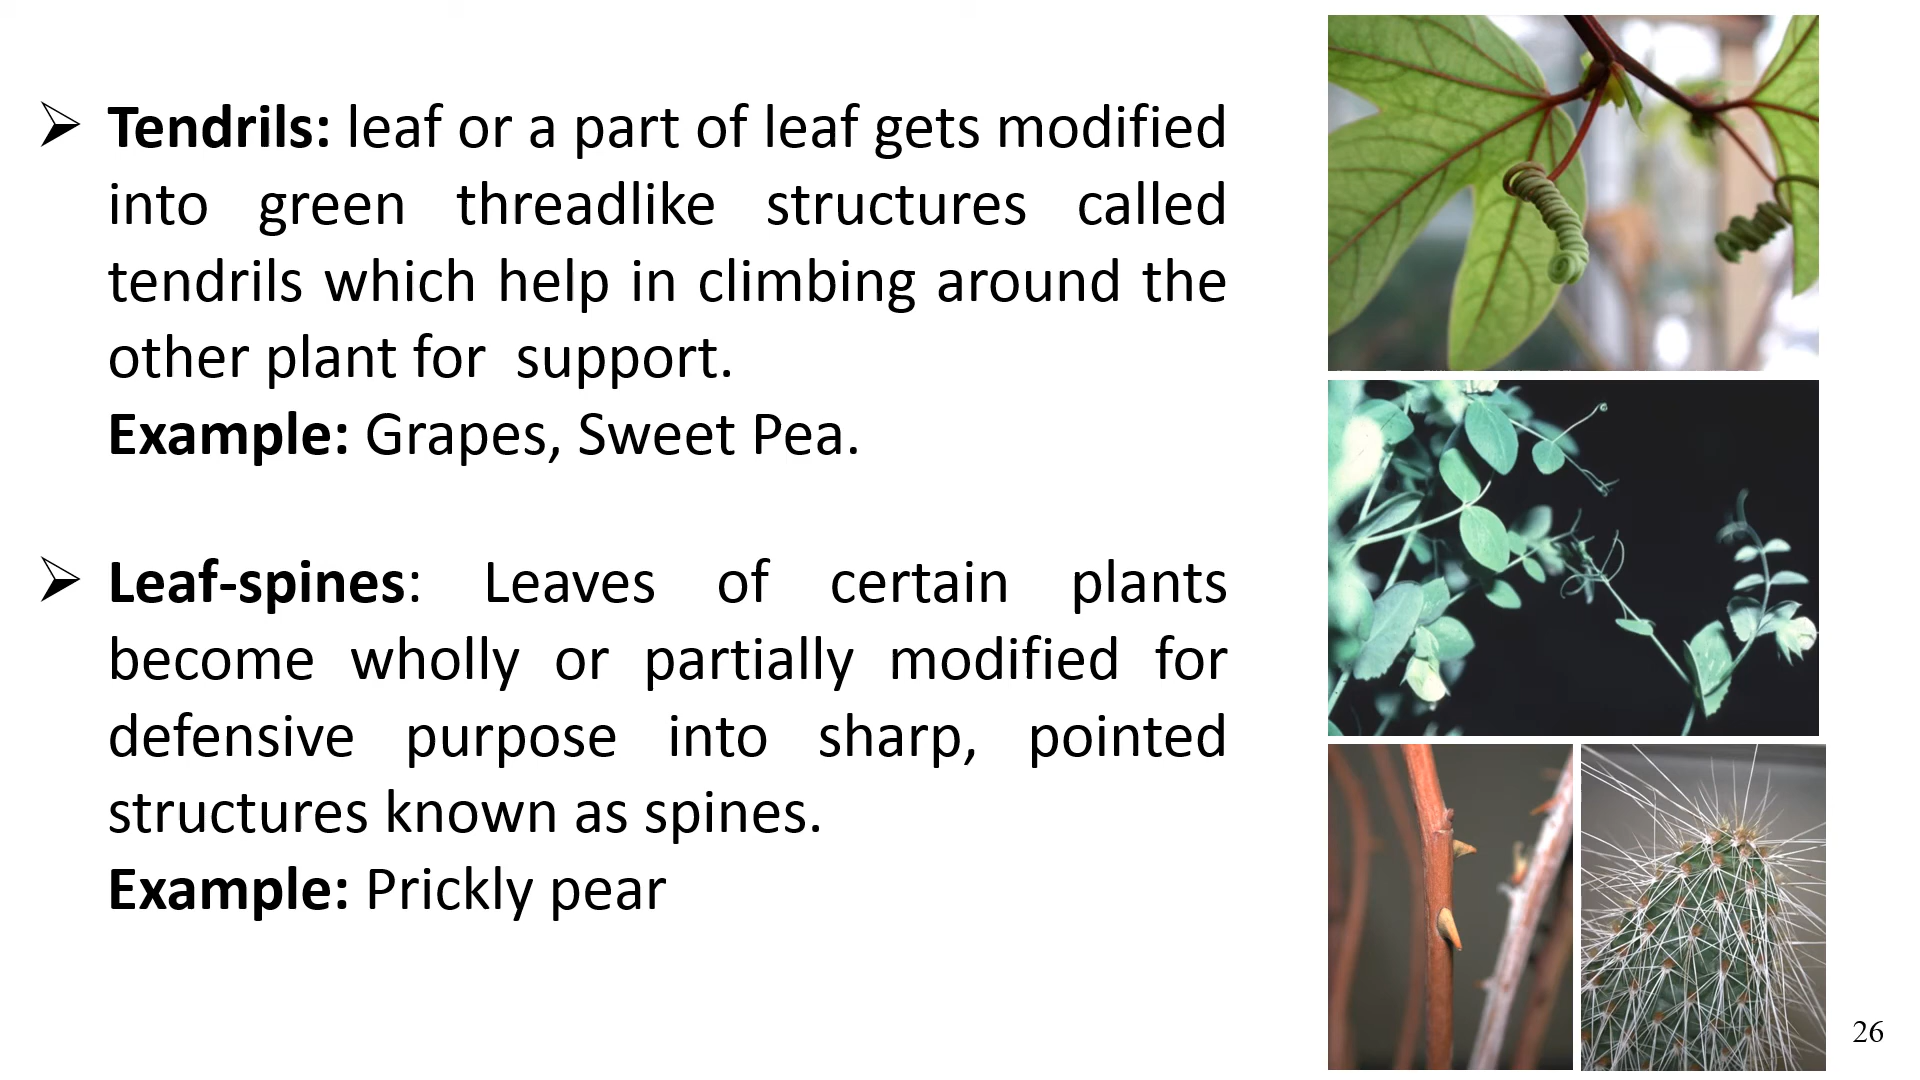 ➢ Tendrils: leaf or a part of leaf gets modified
into green threadlike structures called
tendrils which help in climbing around the
other plant for support.
Example: Grapes, Sweet Pea.
➢ Leaf-spines: Leaves of certain plants
become wholly or partially modified for
defensive purpose into sharp, pointed
structures known as spines.
Example: Prickly pear
26